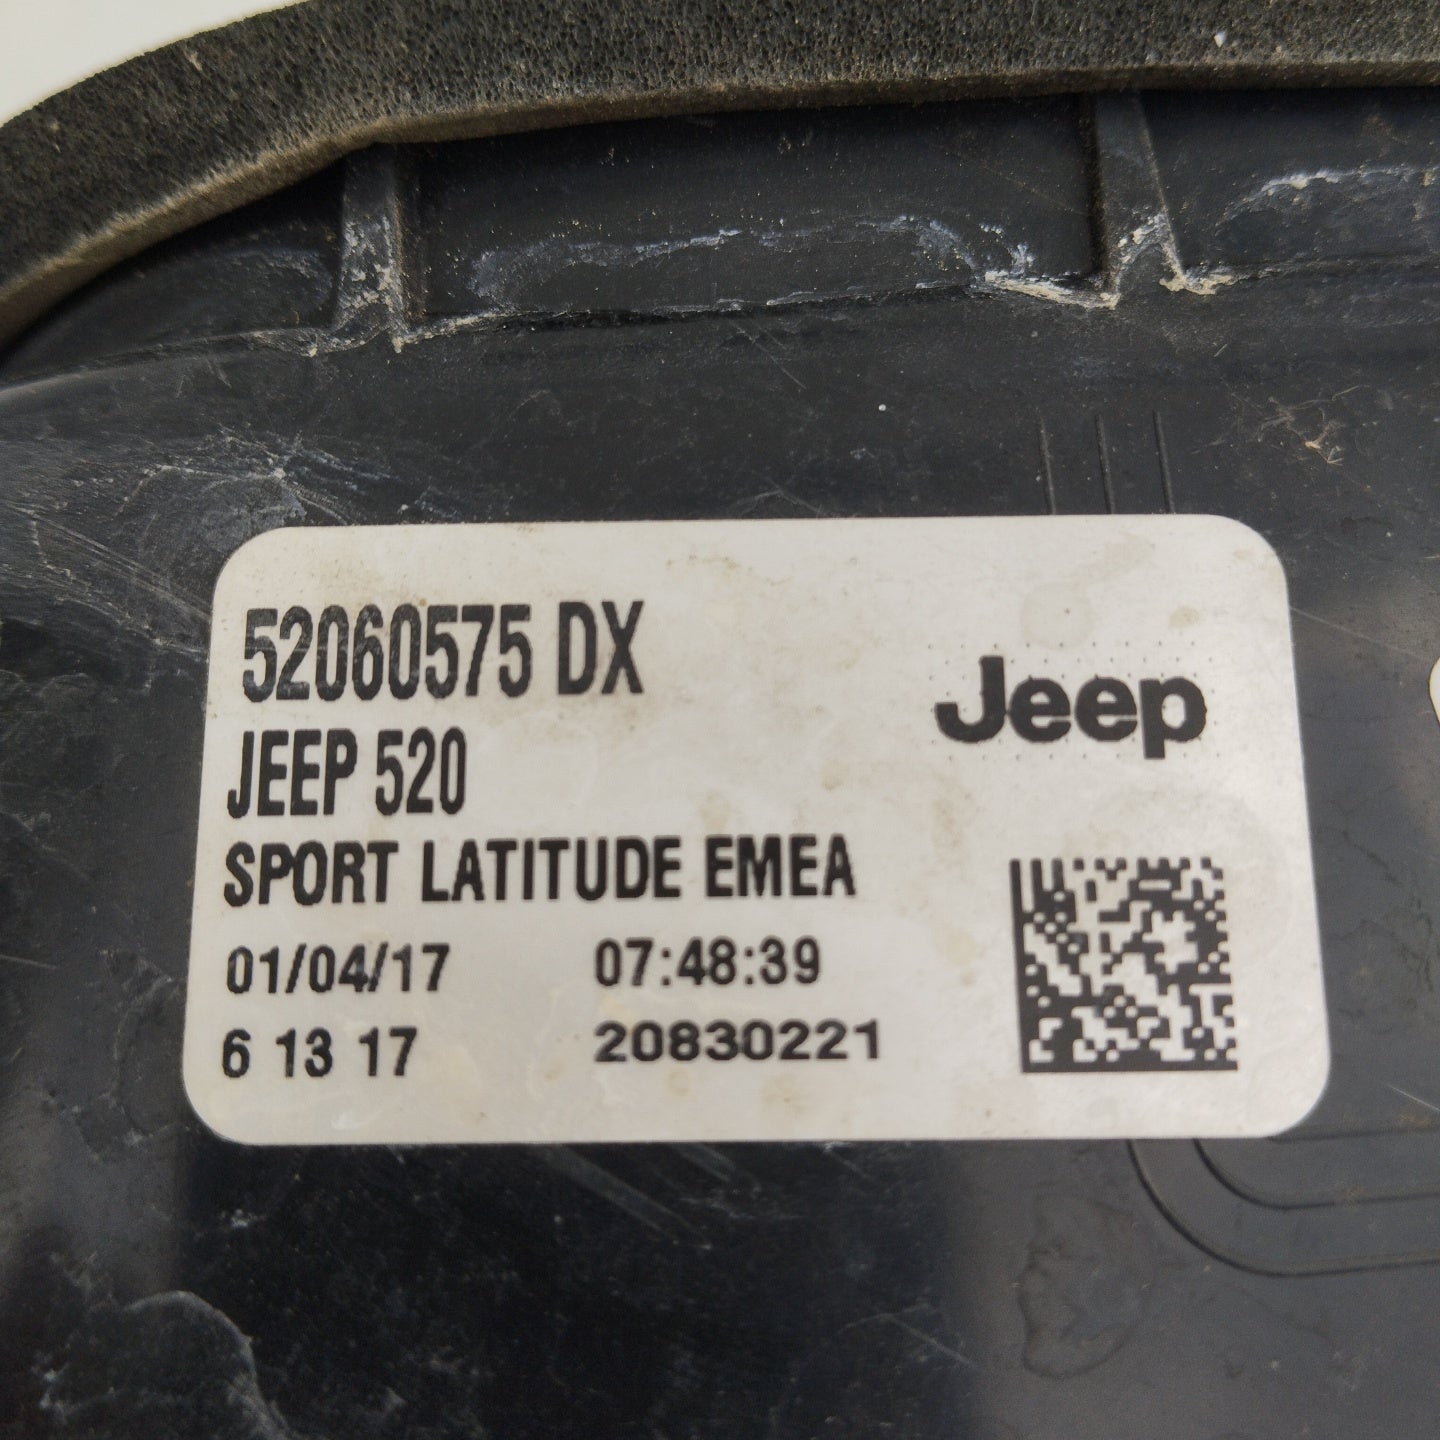 52060575 DX
Jeep
JEEP 520
SPORT LATITUDE EMEA
01/04/17 07:48:39
6 13 17 20830221